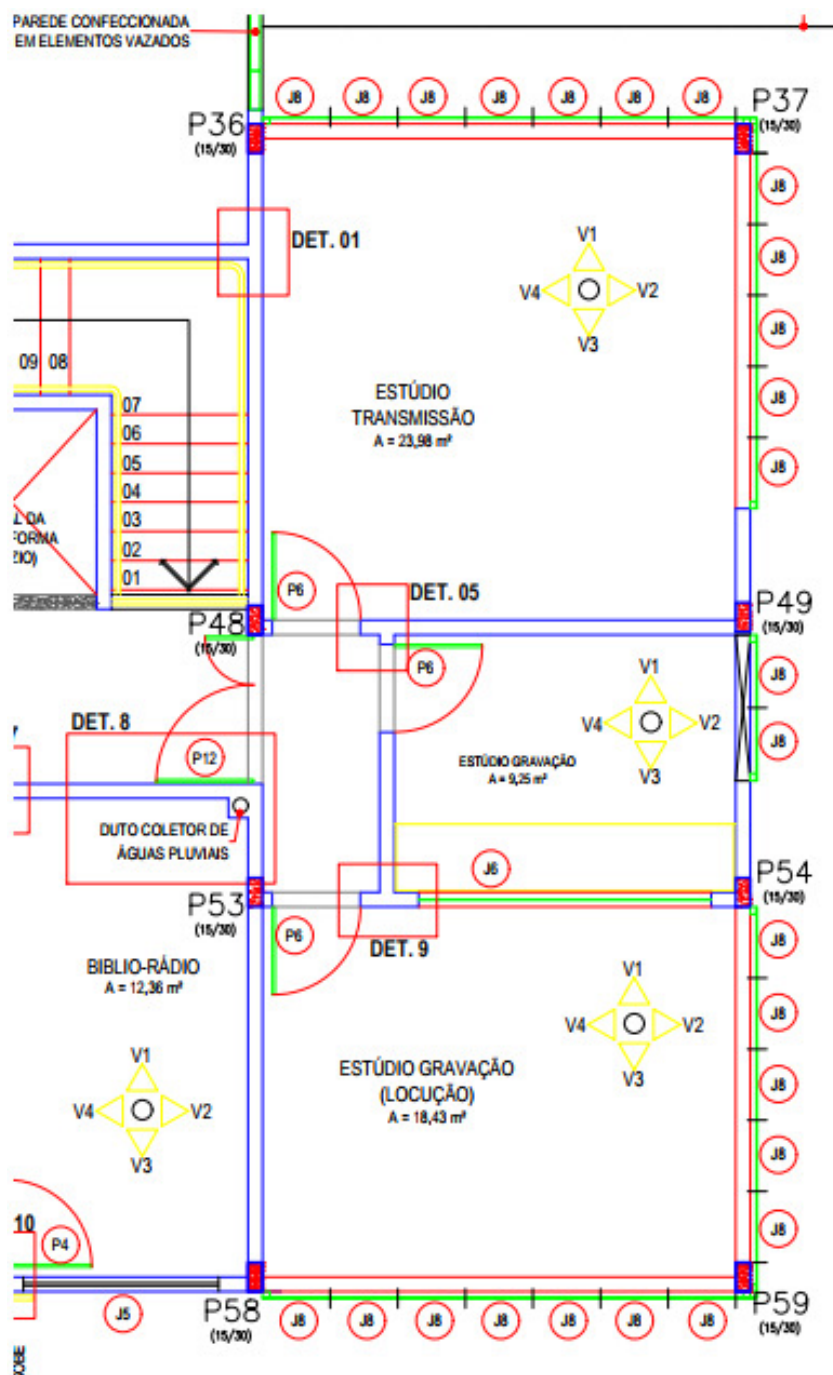 PAREDE CONFECCIONADA
EM ELEMENTOS VAZADOS
J8 J8 J8 J8 J8 J8 J8
P37
(15/30)
P36
(15/30)
J8
DET. 01
V1
J8
V4 V2
V3
J8
09 08
ESTÚDIO
TRANSMISSÃO
A = 23,98 m²
J8
07
06
J8
05
04
03
02
01
P6
DET. 05
P48
(15/30)
P49
(15/30)
P6
V1
J8
DET. 8
V4 V2
J8
P12
V3
ESTÚDIO GRAVAÇÃO
A = 9,25 m²
DUTO COLETOR DE
ÁGUAS PLUVIAIS
J6
P54
(15/30)
P53
(15/30)
P6
J8
DET. 9
BIBLIO-RÁDIO
A = 12,36 m²
V1
J8
V4 V2
V3
ESTÚDIO GRAVAÇÃO
(LOCUÇÃO)
A = 18,43 m²
J8
V1
V4 V2
V3
J8
10
P4
J8
J5
P58
(15/30)
J8 J8 J8 J8 J8 J8 J8
P59
(15/30)